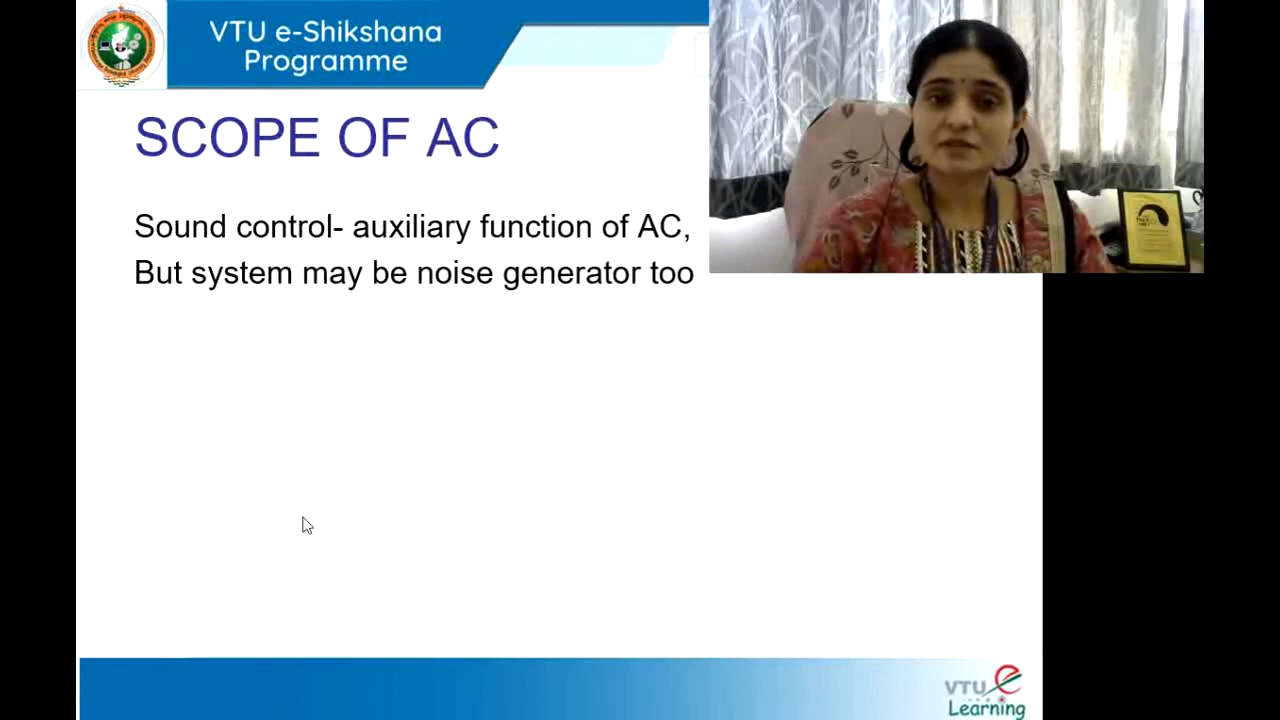 VTU e-Shikshana
Programme
SCOPE OF AC
Sound control- auxiliary function of AC,
But system may be noise generator too
VTU e
Learning